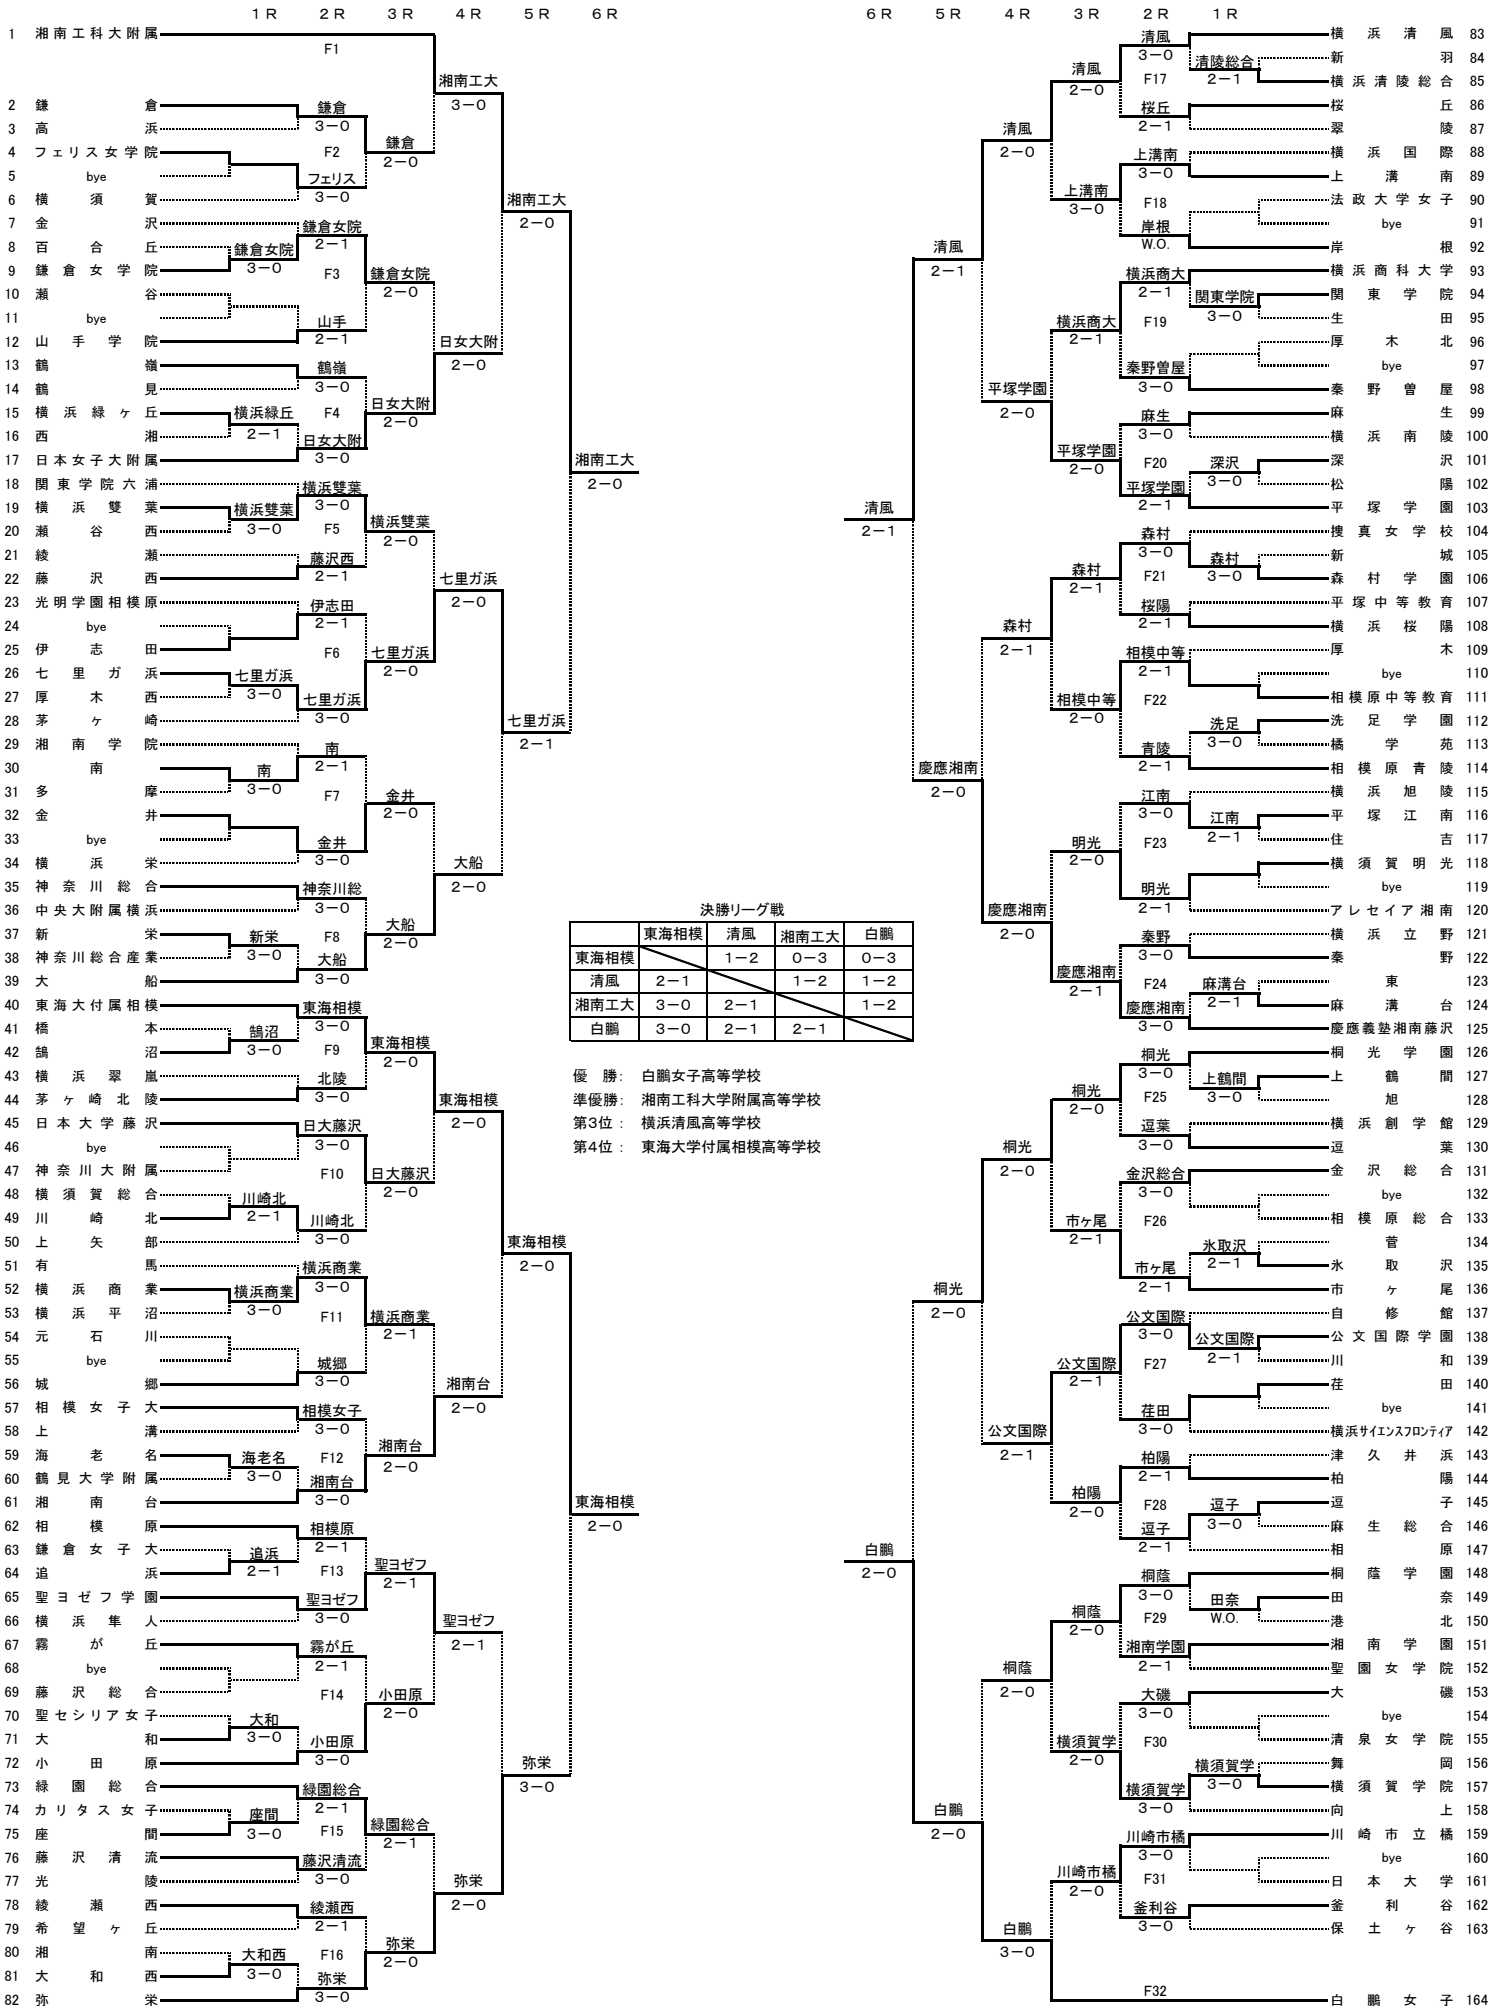 1R 2R 3R 4R 5R 6R
1 湘南工科大附属
2 鎌倉
3 高浜
4 フェリス女学院
5 bye
6 横須賀
7 金沢
8 百合丘
9 鎌倉女学院
10 瀬谷
11 bye
12 山手学院
13 鶴嶺
14 鶴見
15 横浜緑ヶ丘
16 西湘
17 日本女子大附属
18 関東学院六浦
19 横浜雙葉
20 瀬谷西
21 綾瀬
22 藤沢西
23 光明学園相模原
24 bye
25 伊志田
26 七里ガ浜
27 厚木西
28 茅ヶ崎
29 湘南学院
30 南
31 多摩
32 金井
33 bye
34 横浜栄
35 神奈川総合
36 中央大附属横浜
37 新栄
38 神奈川総合産業
39 大船
40 東海大付属相模
41 橋本
42 鵠沼
43 横浜翠嵐
44 茅ヶ崎北陵
45 日本大学藤沢
46 bye
47 神奈川大附属
48 横須賀総合
49 川崎北
50 上矢部
51 有馬
52 横浜商業
53 横浜平沼
54 元石川
55 bye
56 城郷
57 相模女子大
58 上溝
59 海老名
60 鶴見大学附属
61 湘南台
62 相模原
63 鎌倉女子大
64 追浜
65 聖ヨゼフ学園
66 横浜隼人
67 霧が丘
68 bye
69 藤沢総合
70 聖セシリア女子
71 大和
72 小田原
73 緑園総合
74 カリタス女子
75 座間
76 藤沢清流
77 光陵
78 綾瀬西
79 希望ヶ丘
80 湘南
81 大和西
82 弥栄
鎌倉女院
3-0
横浜緑丘
2-1
横浜雙葉
3-0
七里ガ浜
3-0
南
3-0
新栄
3-0
鵠沼
3-0
川崎北
2-1
横浜商業
3-0
海老名
3-0
追浜
2-1
大和
3-0
座間
3-0
大和西
3-0
F1
鎌倉
3-0
F2
フェリス
3-0
鎌倉女院
2-1
F3
山手
2-1
鶴嶺
3-0
F4
日女大附
3-0
横浜雙葉
3-0
F5
藤沢西
2-1
伊志田
2-1
F6
七里ガ浜
3-0
南
2-1
F7
金井
3-0
神奈川総
3-0
F8
大船
3-0
東海相模
3-0
F9
北陵
3-0
日大藤沢
3-0
F10
川崎北
3-0
横浜商業
3-0
F11
城郷
3-0
相模女子
3-0
F12
湘南台
3-0
相模原
2-1
F13
聖ヨゼフ
3-0
霧が丘
2-1
F14
小田原
3-0
緑園総合
2-1
F15
藤沢清流
3-0
綾瀬西
2-1
F16
弥栄
3-0
鎌倉
2-0
鎌倉女院
2-0
日女大附
2-0
横浜雙葉
2-0
七里ガ浜
2-0
金井
2-0
大船
2-0
東海相模
2-0
日大藤沢
2-0
横浜商業
2-1
湘南台
2-0
聖ヨゼフ
2-1
小田原
2-0
緑園総合
2-1
弥栄
2-0
湘南工大
3-0
日女大附
2-0
七里ガ浜
2-0
大船
2-0
東海相模
2-0
湘南台
2-0
聖ヨゼフ
2-1
弥栄
2-0
湘南工大
2-0
七里ガ浜
2-1
東海相模
2-0
弥栄
3-0
湘南工大
2-0
東海相模
2-0
決勝リーグ戦
東海相模 清風 湘南工大 白鵬
東海相模 1-2 0-3 0-3
清風 2-1 1-2 1-2
湘南工大 3-0 2-1 1-2
白鵬 3-0 2-1 2-1
優勝: 白鵬女子高等学校
準優勝: 湘南工科大学附属高等学校
第3位: 横浜清風高等学校
第4位: 東海大学付属相模高等学校
6R 5R 4R 3R 2R 1R
清風
2-1
白鵬
2-0
清風
2-1
慶應湘南
2-0
桐光
2-0
白鵬
2-0
清風
2-0
平塚学園
2-0
森村
2-1
慶應湘南
2-0
桐光
2-0
公文国際
2-1
桐蔭
2-0
白鵬
3-0
清風
2-0
上溝南
3-0
横浜商大
2-1
平塚学園
2-0
森村
2-1
相模中等
2-0
明光
2-0
慶應湘南
2-1
桐光
2-0
市ヶ尾
2-1
公文国際
2-1
柏陽
2-0
桐蔭
2-0
横須賀学
2-0
川崎市橘
2-0
清風
3-0
F17
桜丘
2-1
上溝南
3-0
F18
岸根
W.O.
横浜商大
2-1
F19
秦野曽屋
3-0
麻生
3-0
F20
平塚学園
2-1
森村
3-0
F21
桜陽
2-1
相模中等
2-1
F22
青陵
2-1
江南
3-0
F23
明光
2-1
秦野
3-0
F24
慶應湘南
3-0
桐光
3-0
F25
逗葉
3-0
金沢総合
3-0
F26
市ヶ尾
2-1
公文国際
3-0
F27
荏田
3-0
柏陽
2-1
F28
逗子
2-1
桐蔭
3-0
F29
湘南学園
2-1
大磯
3-0
F30
横須賀学
3-0
川崎市橘
3-0
F31
釜利谷
3-0
F32
清陵総合
2-1
関東学院
3-0
深沢
3-0
森村
3-0
洗足
3-0
江南
2-1
麻溝台
2-1
上鶴間
3-0
氷取沢
2-1
公文国際
2-1
逗子
3-0
田奈
W.O.
横須賀学
3-0
横浜清風 83
新羽 84
横浜清陵総合 85
桜丘 86
翠陵 87
横浜国際 88
上溝南 89
法政大学女子 90
bye 91
岸根 92
横浜商科大学 93
関東学院 94
生田 95
厚木北 96
bye 97
秦野曽屋 98
麻生 99
横浜南陵 100
深沢 101
松陽 102
平塚学園 103
捜真女学校 104
新城 105
森村学園 106
平塚中等教育 107
横浜桜陽 108
厚木 109
bye 110
相模原中等教育 111
洗足学園 112
橘学苑 113
相模原青陵 114
横浜旭陵 115
平塚江南 116
住吉 117
横須賀明光 118
bye 119
アレセイア湘南 120
横浜立野 121
秦野 122
東 123
麻溝台 124
慶應義塾湘南藤沢 125
桐光学園 126
上鶴間 127
旭 128
横浜創学館 129
逗葉 130
金沢総合 131
bye 132
相模原総合 133
菅 134
氷取沢 135
市ヶ尾 136
自修館 137
公文国際学園 138
川和 139
荏田 140
bye 141
横浜サイエンスフロンティア 142
津久井浜 143
柏陽 144
逗子 145
麻生総合 146
相原 147
桐蔭学園 148
田奈 149
港北 150
湘南学園 151
聖園女学院 152
大磯 153
bye 154
清泉女学院 155
舞岡 156
横須賀学院 157
向上 158
川崎市立橘 159
bye 160
日本大学 161
釜利谷 162
保土ヶ谷 163
白鵬女子 164